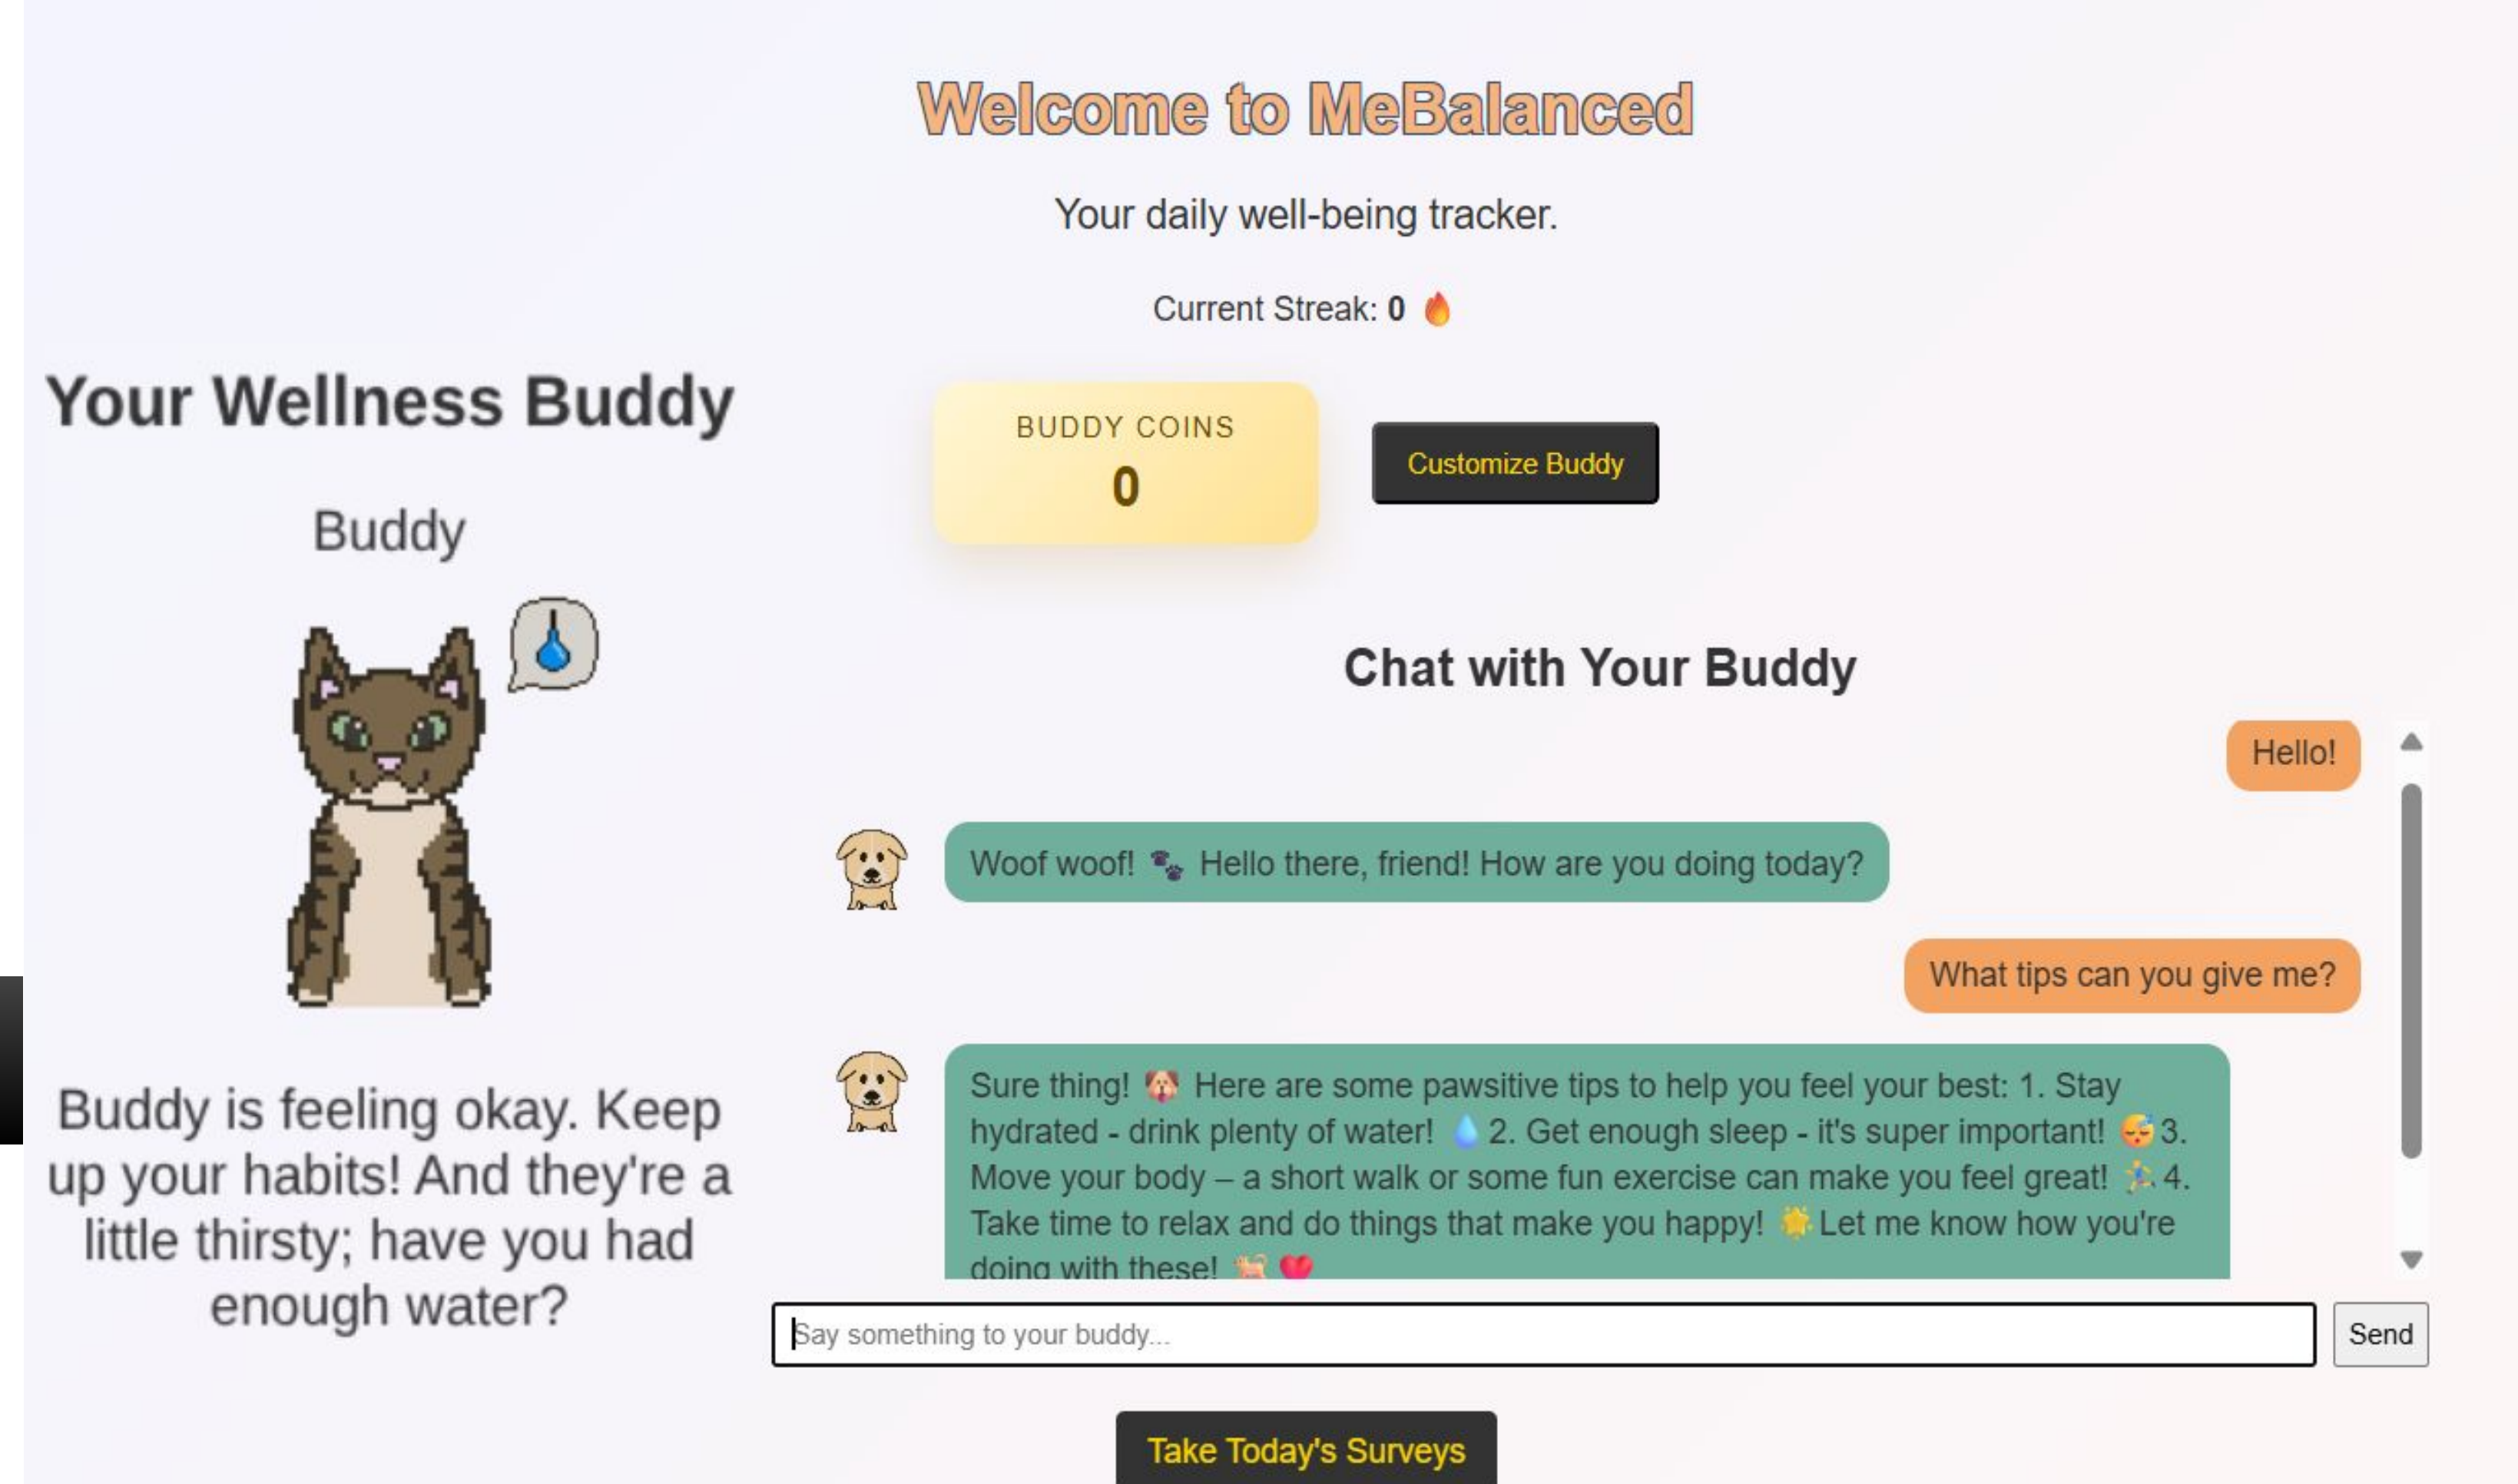 Welcome to MeBalanced
Your daily well-being tracker.
Current Streak: 0 🔥
Your Wellness Buddy
Buddy
Buddy is feeling okay. Keep
up your habits! And they're a
little thirsty; have you had
enough water?
BUDDY COINS
0
Customize Buddy
Chat with Your Buddy
Hello!
Woof woof! 🐾 Hello there, friend! How are you doing today?
What tips can you give me?
Sure thing! 🐶 Here are some pawsitive tips to help you feel your best: 1. Stay
hydrated - drink plenty of water! 💧 2. Get enough sleep - it's super important! 😴 3.
Move your body – a short walk or some fun exercise can make you feel great! 🏃 4.
Take time to relax and do things that make you happy! 🌟 Let me know how you're
doing with these! 🐕 ❤️
Say something to your buddy...
Send
Take Today's Surveys